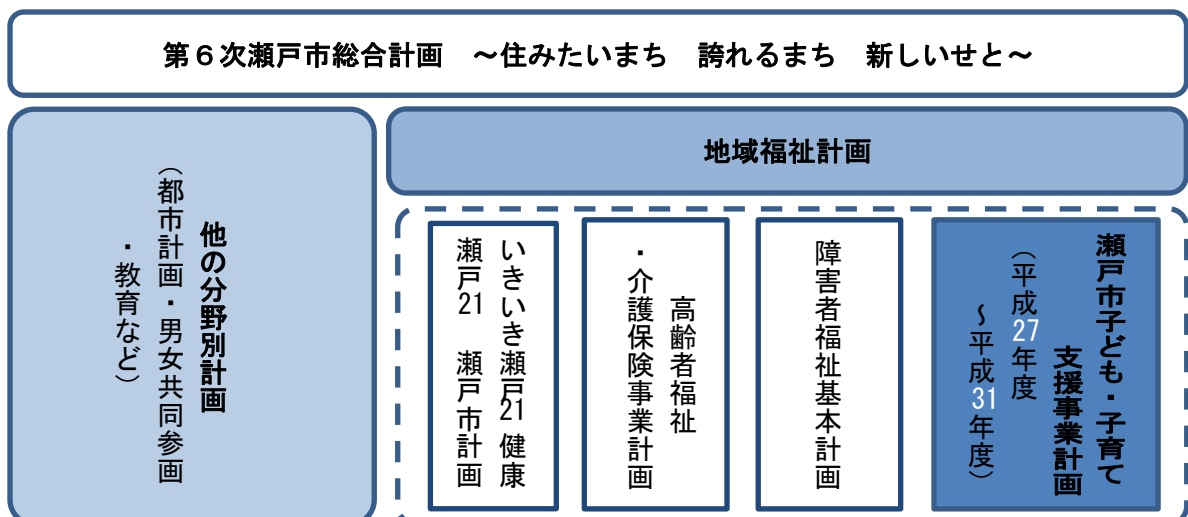 第６次瀬戸市総合計画　～住みたいまち　誇れるまち　新しいせと～
地域福祉計画
他の分野別計画
（都市計画・男女共同参画
・教育など）
いきいき瀬戸21 健康
瀬戸21　瀬戸市計画
高齢者福祉
・介護保険事業計画
障害者福祉基本計画
瀬戸市子ども・子育て
支援事業計画
（平成27年度
～平成31年度）